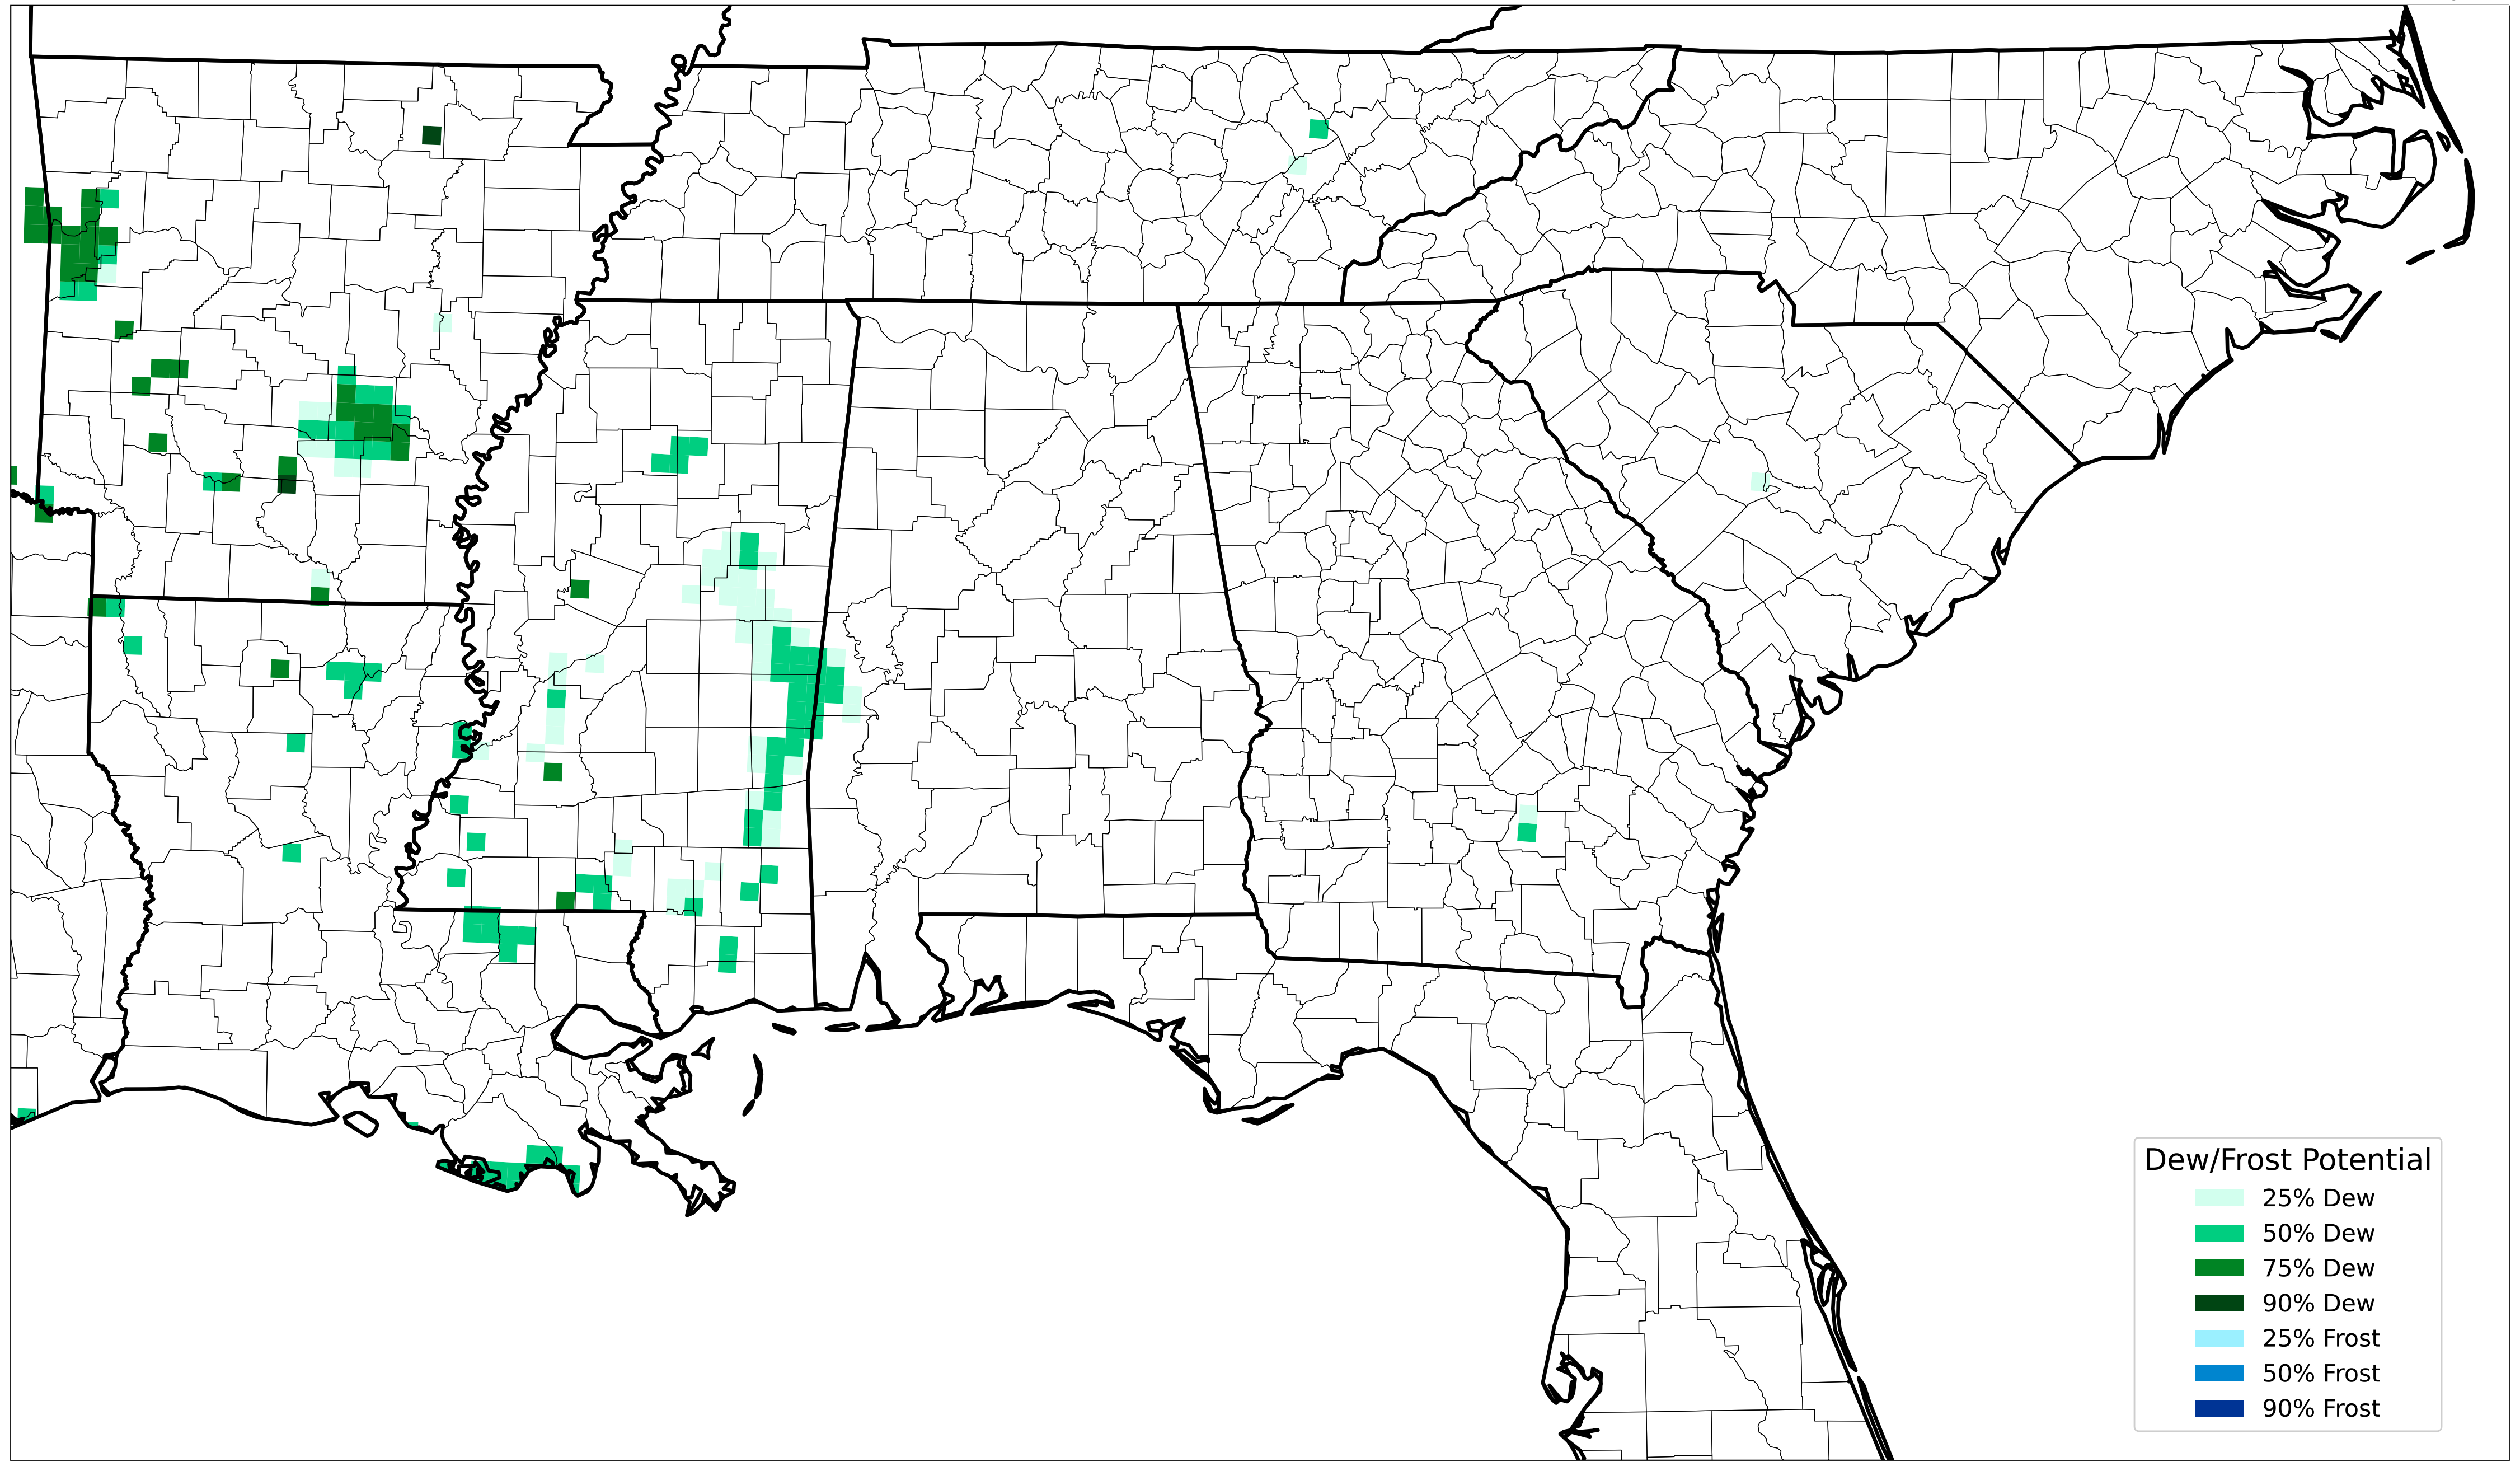 Dew/Frost Potential
25% Dew
50% Dew
75% Dew
90% Dew
25% Frost
50% Frost
90% Frost